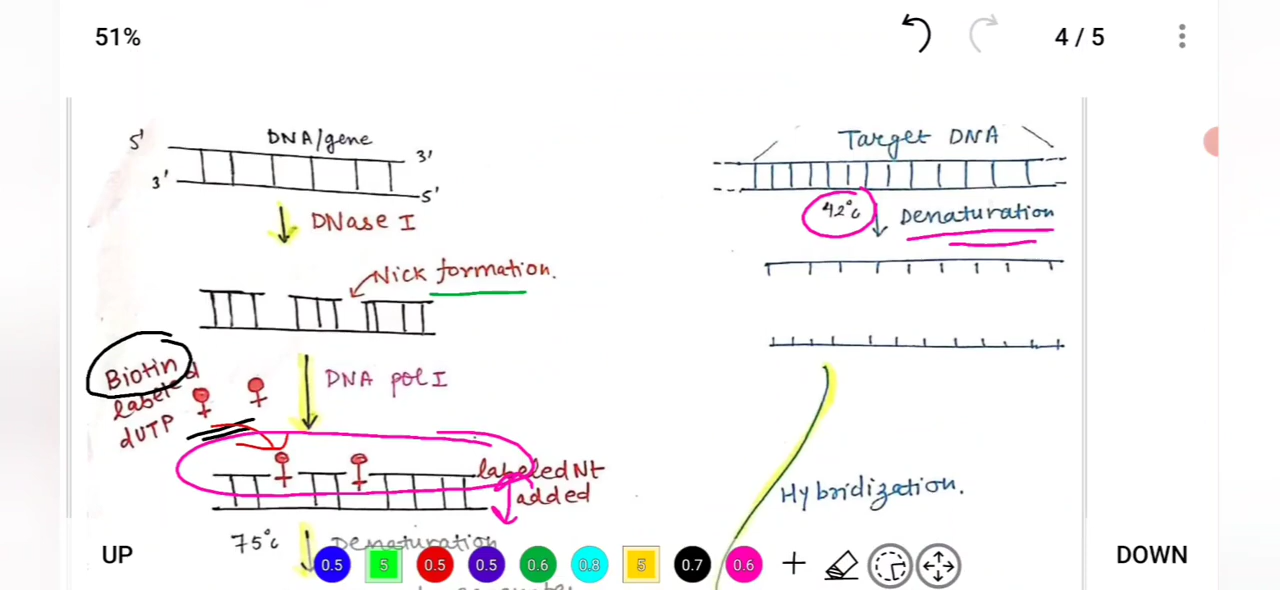 51%
4 / 5
5' DNA/gene 3'
3' 5'
DNase I
Nick formation.
Biotin
labeled
dUTP
DNA pol I
labeled Nt
added
75°c Denaturation
Target DNA
42°c Denaturation
Hybridization.
UP
0.5 5 0.5 0.5 0.6 0.8 5 0.7 0.6
DOWN